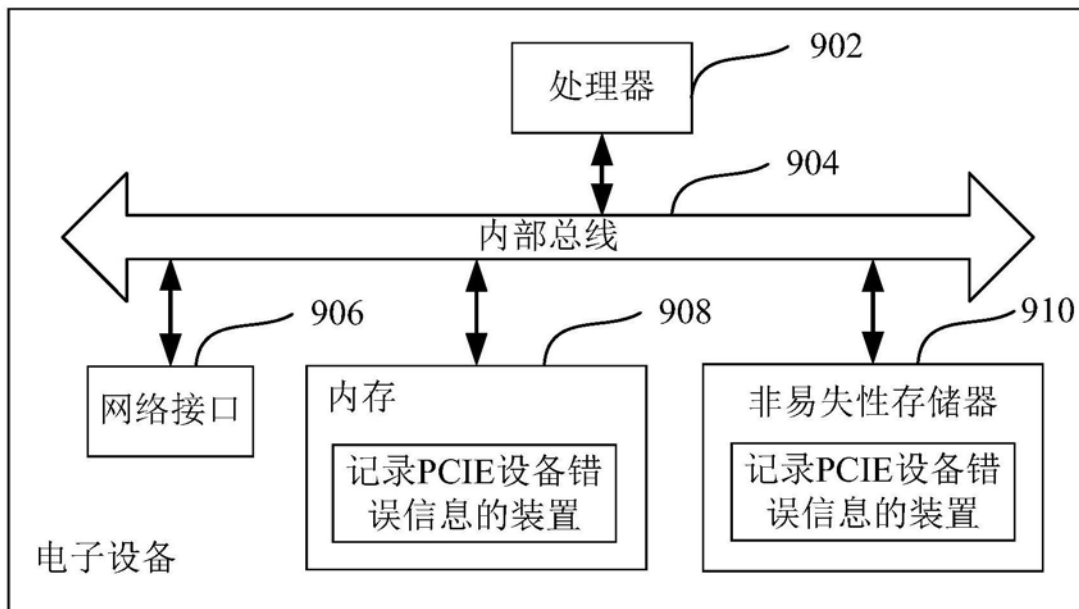 902
处理器
904
内部总线
906
908
910
网络接口
内存
记录PCIE设备错
误信息的装置
非易失性存储器
记录PCIE设备错
误信息的装置
电子设备